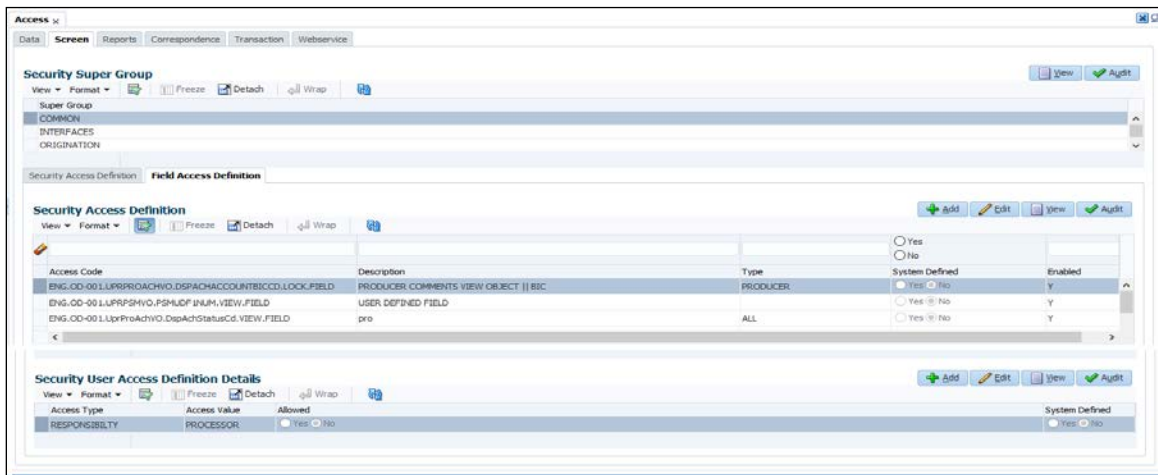 Access
Data Screen Reports Correspondence Transaction Webservice
Security Super Group
View Audit
View Format Freeze Detach Wrap
Super Group
COMMON
INTERFACES
ORIGINATION
Security Access Definition Field Access Definition
Security Access Definition
Add Edit View Audit
View Format Freeze Detach Wrap
Yes
No
Access Code Description Type System Defined Enabled
ENG.OD-001.UPRPROACHVO.DSPACHACCOUNTBICCD.LOCK.FIELD PRODUCER COMMENTS VIEW OBJECT || BIC PRODUCER Yes No Y
ENG.OD-001.UPRPSMVO.PSMUDF1NUM.VIEW.FIELD USER DEFINED FIELD Yes No Y
ENG.OD-001.UprProAchVO.DspAchStatusCd.VIEW.FIELD pro ALL Yes No Y
Security User Access Definition Details
Add Edit View Audit
View Format Freeze Detach Wrap
Access Type Access Value Allowed System Defined
RESPONSIBILTY PROCESSOR Yes No Yes No